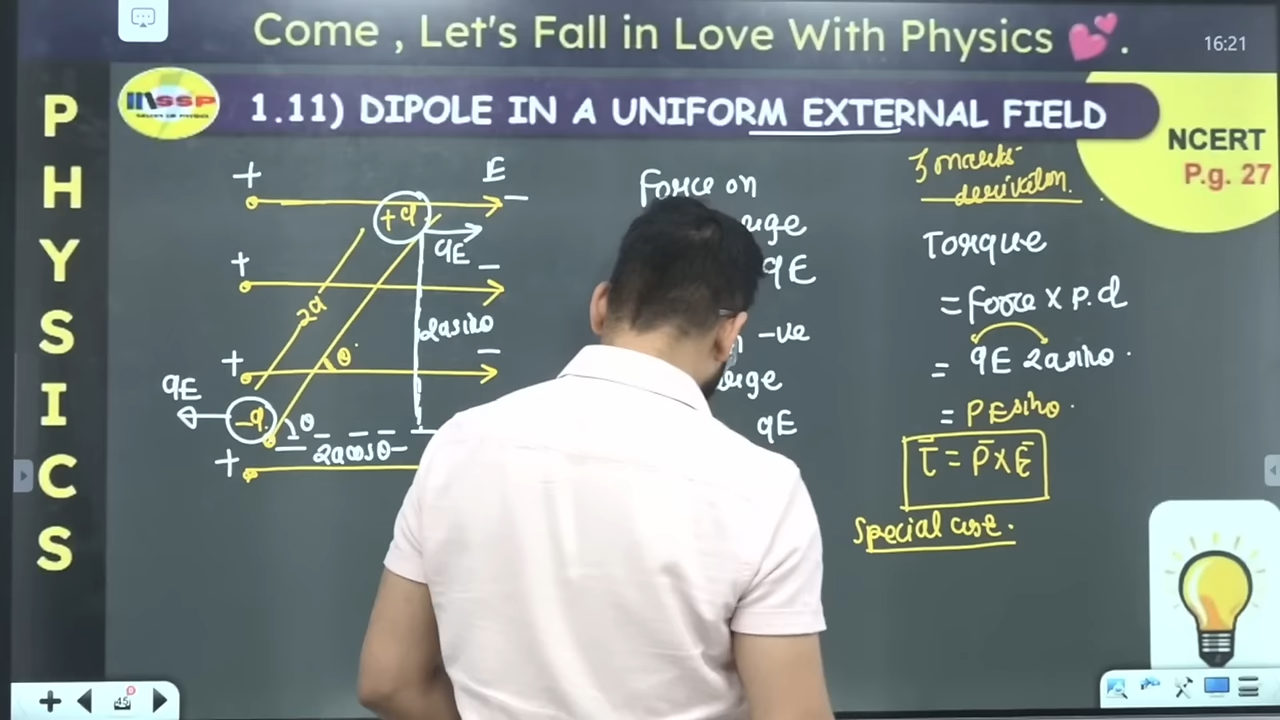 Come , Let's Fall in Love With Physics 💕 .
16:21
PHYSICS
SSP
1.11) DIPOLE IN A UNIFORM EXTERNAL FIELD
NCERT
P.g. 27
3 marks
derivation.
+ E −
+q
qE
+ −
2a
2asinθ
+ θ −
qE
-q
θ
2acosθ
+
Force on
qE
-ve
qE
Torque
= force × p.d
= qE 2asinθ.
= PEsinθ.
τ̄ = P̄ × Ē
Special case.